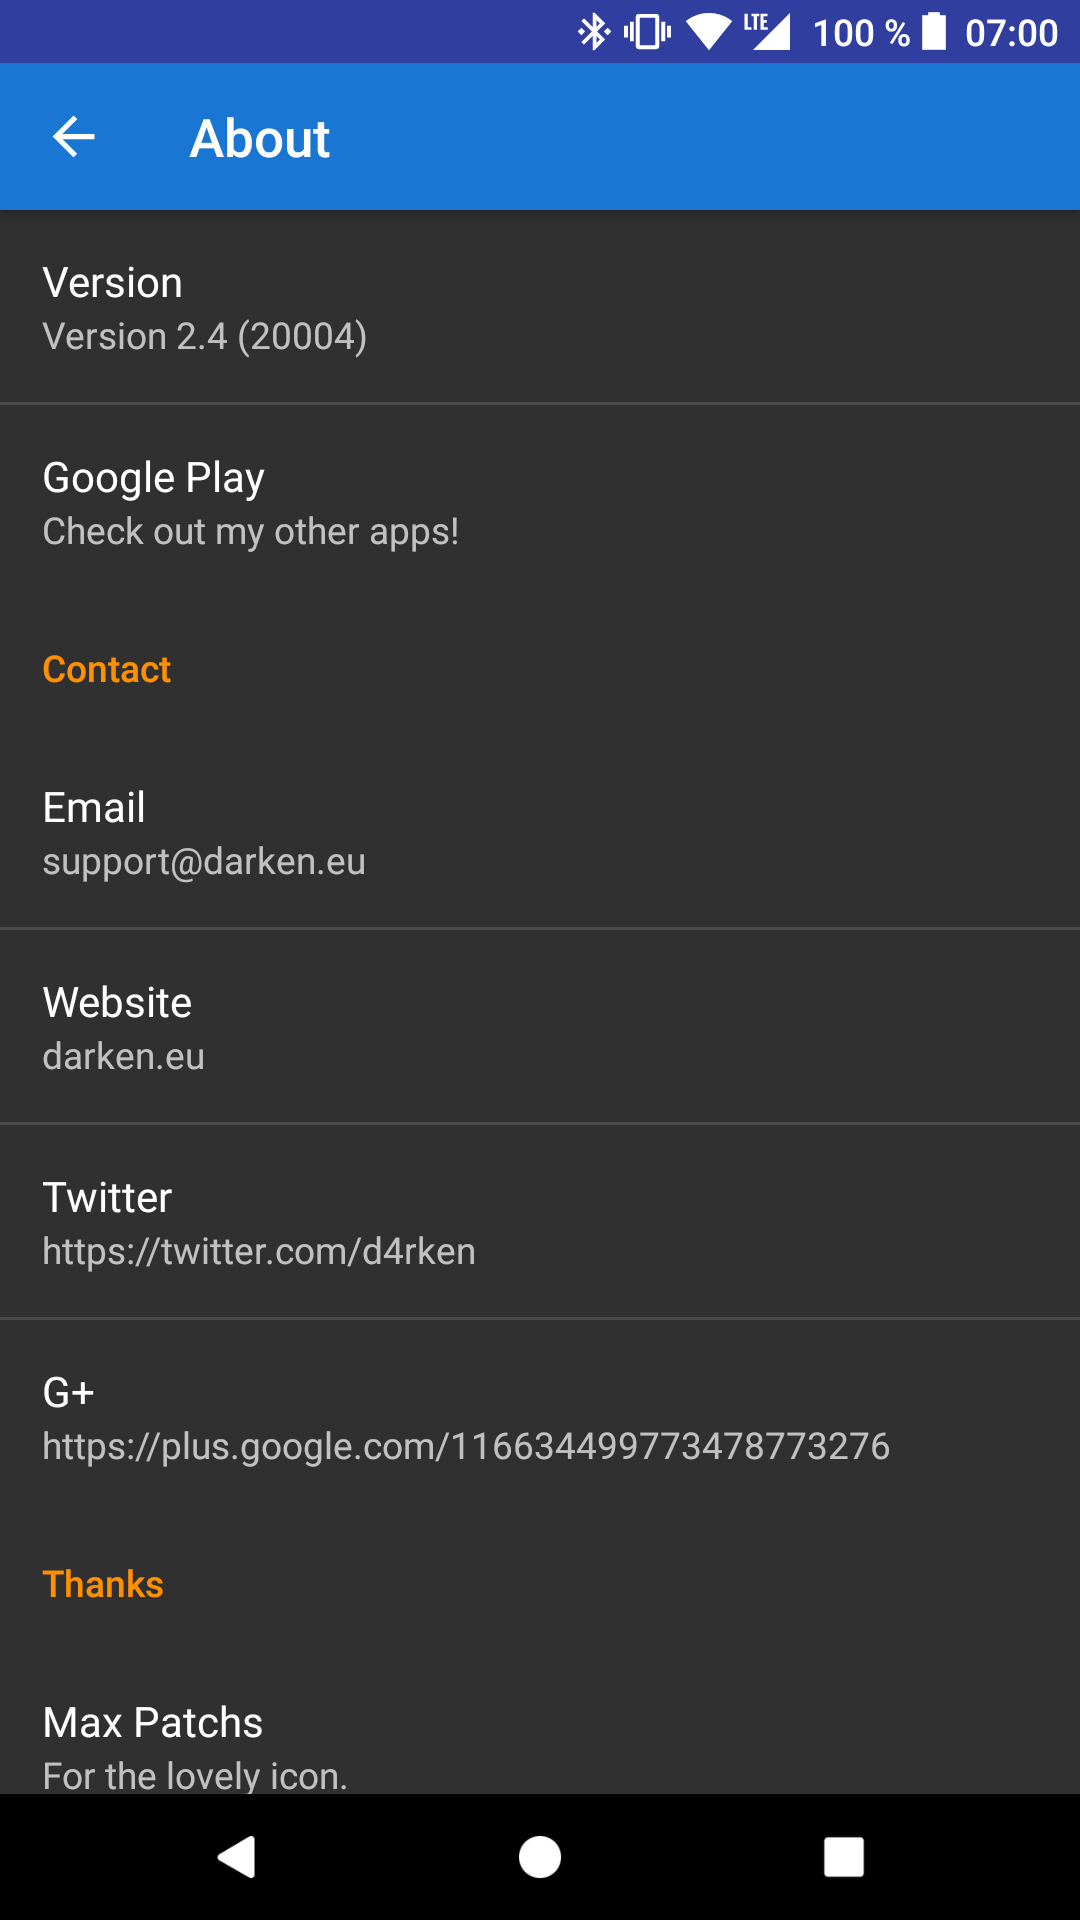 LTE 100 % 07:00
About
Version
Version 2.4 (20004)
Google Play
Check out my other apps!
Contact
Email
support@darken.eu
Website
darken.eu
Twitter
https://twitter.com/d4rken
G+
https://plus.google.com/116634499773478773276
Thanks
Max Patchs
For the lovely icon.